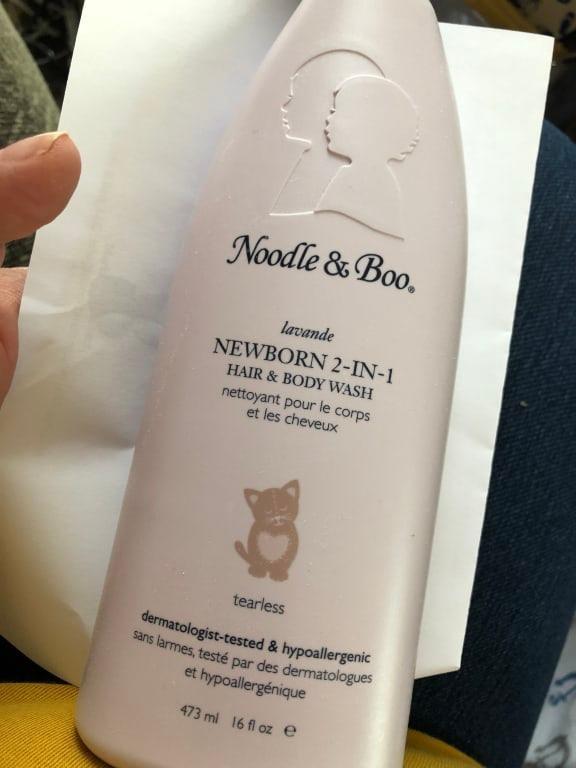 Noodle & Boo®
lavande
NEWBORN 2-IN-1
HAIR & BODY WASH
nettoyant pour le corps
et les cheveux
tearless
dermatologist-tested & hypoallergenic
sans larmes, testé par des dermatologues
et hypoallergénique
473 ml 16 fl oz ℮